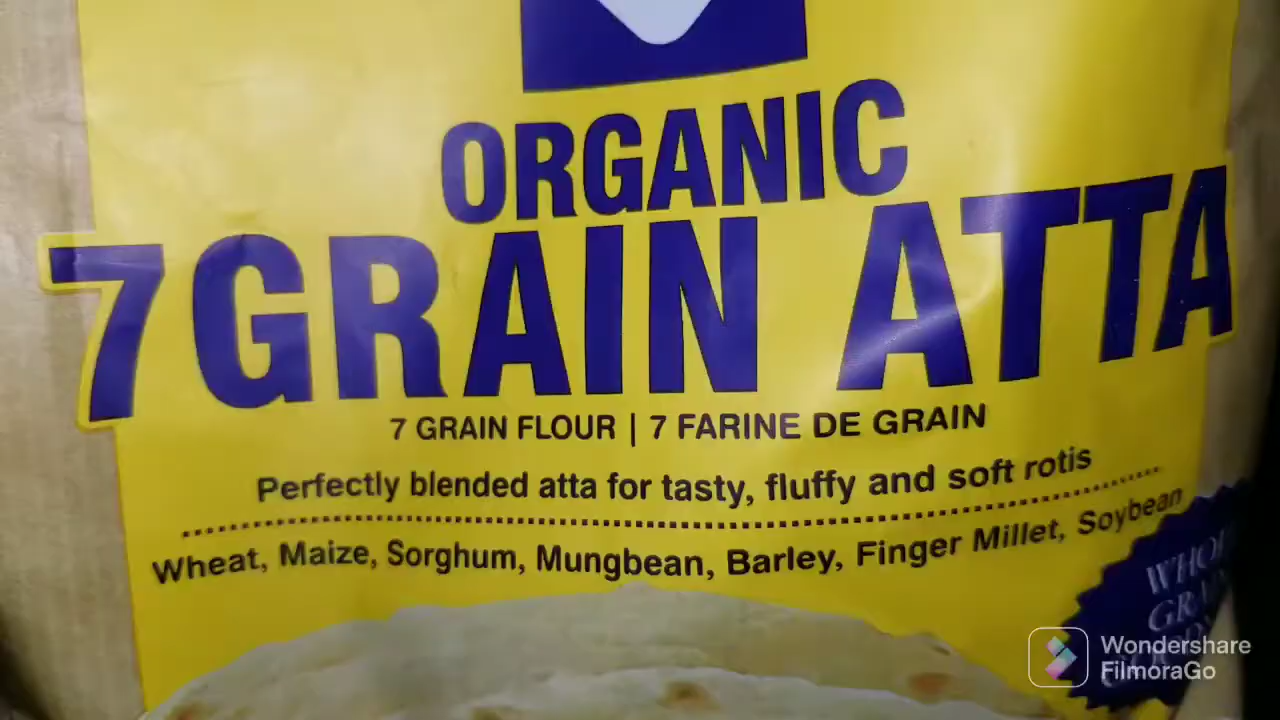 ORGANIC
7 GRAIN ATTA
7 GRAIN FLOUR | 7 FARINE DE GRAIN
Perfectly blended atta for tasty, fluffy and soft rotis
Wheat, Maize, Sorghum, Mungbean, Barley, Finger Millet, Soybean
Wondershare
FilmoraGo